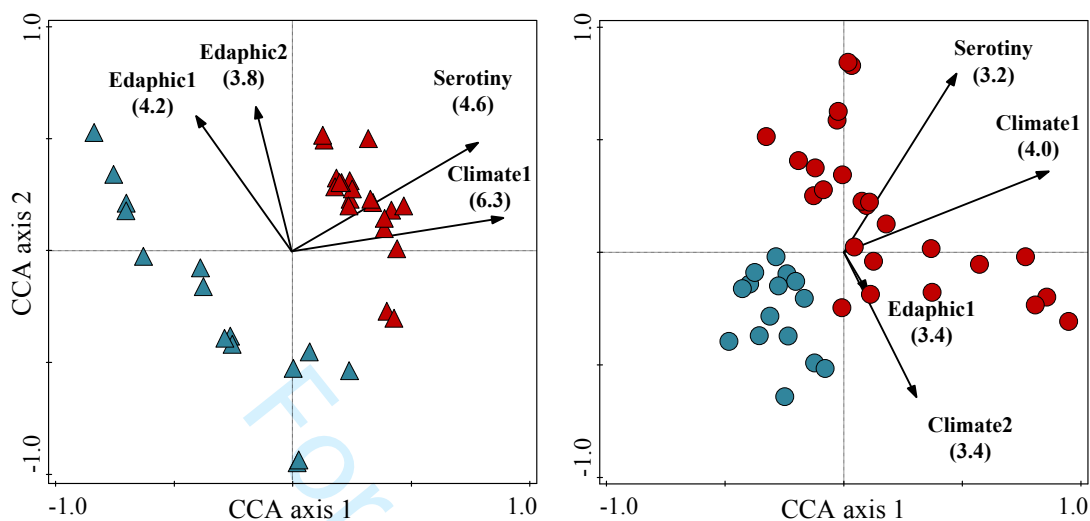 1.0
Edaphic2
(3.8)
Edaphic1
(4.2)
Serotiny
(4.6)
Climate1
(6.3)
CCA axis 2
-1.0
-1.0
CCA axis 1
1.0
For
1.0
Serotiny
(3.2)
Climate1
(4.0)
Edaphic1
(3.4)
Climate2
(3.4)
-1.0
-1.0
CCA axis 1
1.0